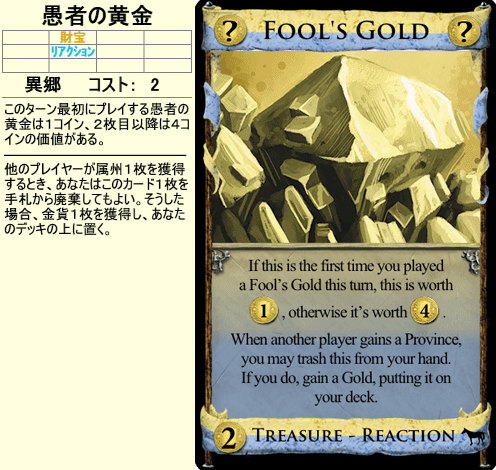 愚者の黄金
財宝
リアクション
異郷 コスト: 2
このターン最初にプレイする愚者の
黄金は1コイン、2枚目以降は4コ
インの価値がある。
他のプレイヤーが属州1枚を獲得
するとき、あなたはこのカード1枚を
手札から廃棄してもよい。そうした
場合、金貨1枚を獲得し、あなた
のデッキの上に置く。
? FOOL'S GOLD ?
If this is the first time you played
a Fool's Gold this turn, this is worth
1 , otherwise it's worth 4 .
When another player gains a Province,
you may trash this from your hand.
If you do, gain a Gold, putting it on
your deck.
2 TREASURE - REACTION